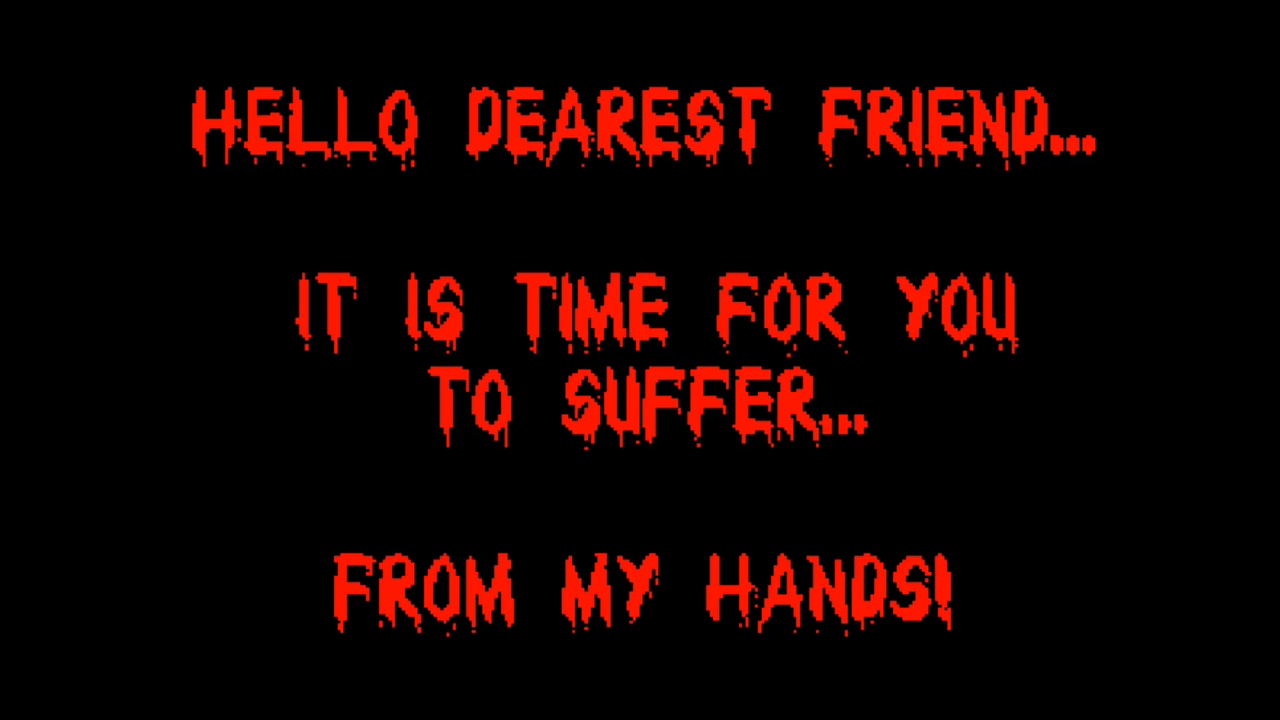 HELLO DEAREST FRIEND...
IT IS TIME FOR YOU
TO SUFFER...
FROM MY HANDS!